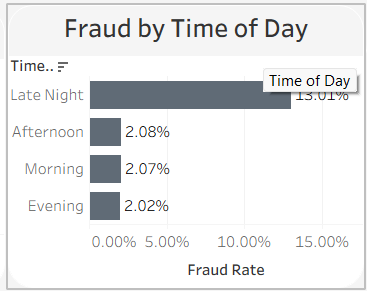 Fraud by Time of Day
Time..
Time of Day
Late Night 13.01%
Afternoon 2.08%
Morning 2.07%
Evening 2.02%
0.00% 5.00% 10.00% 15.00%
Fraud Rate